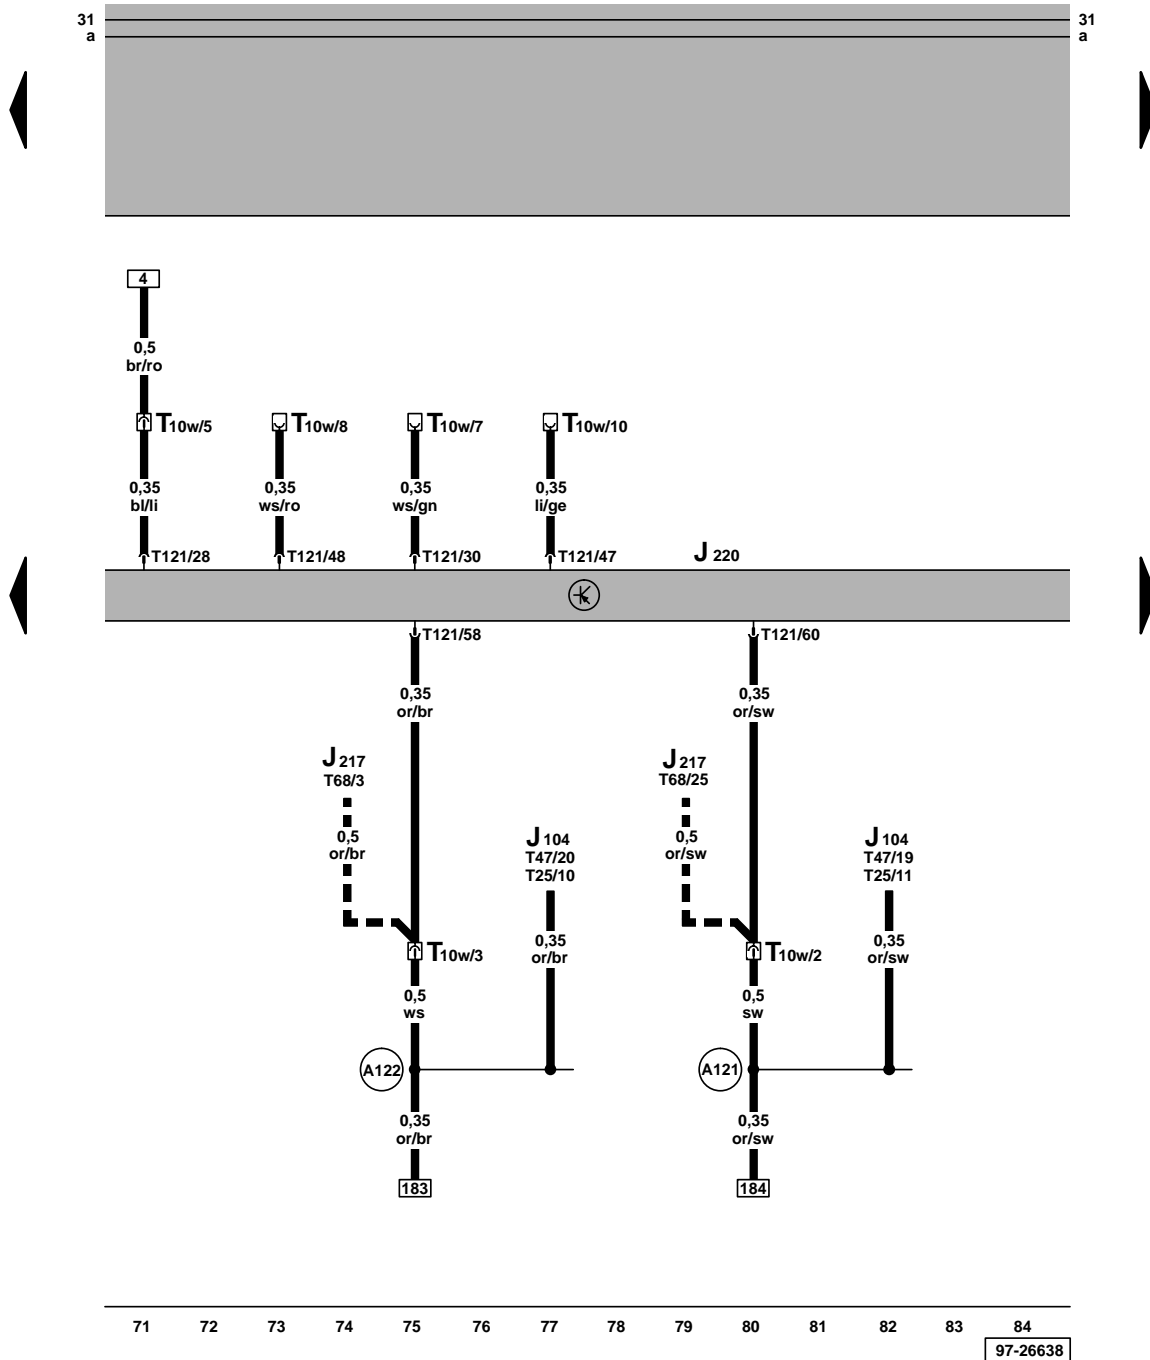 31 31
a a
4
0,5
br/ro
T10w/5 T10w/8 T10w/7 T10w/10
0,35 0,35 0,35 0,35
bl/li ws/ro ws/gn li/ge
T121/28 T121/48 T121/30 T121/47 J 220
T121/58 T121/60
0,35 0,35
or/br or/sw
J 217 J 217
T68/3 T68/25
0,5 J 104 0,5 J 104
or/br T47/20 or/sw T47/19
T25/10 T25/11
0,35 0,35
T10w/3 or/br T10w/2 or/sw
0,5 0,5
ws sw
A122 A121
0,35 0,35
or/br or/sw
183 184
71 72 73 74 75 76 77 78 79 80 81 82 83 84
97-26638